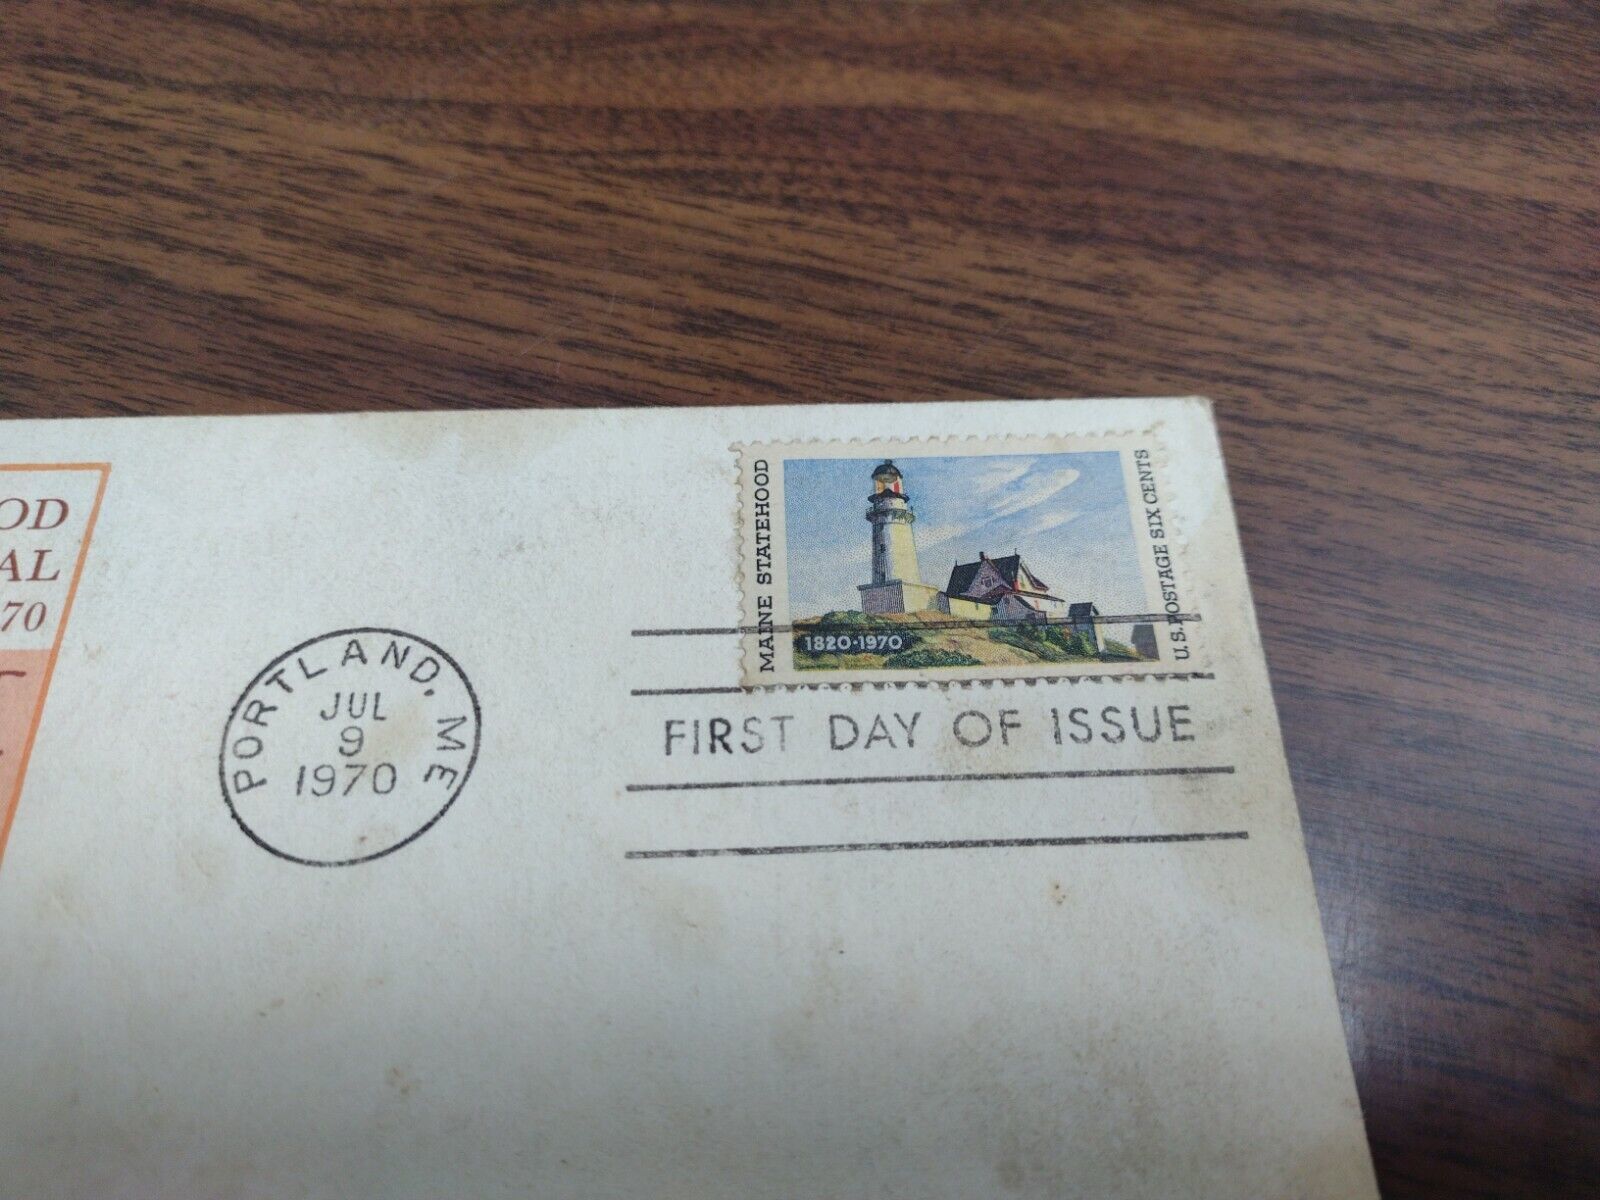 OD
AL
70
PORTLAND, ME
JUL
9
1970
MAINE STATEHOOD
U.S. POSTAGE SIX CENTS
1820·1970
FIRST DAY OF ISSUE